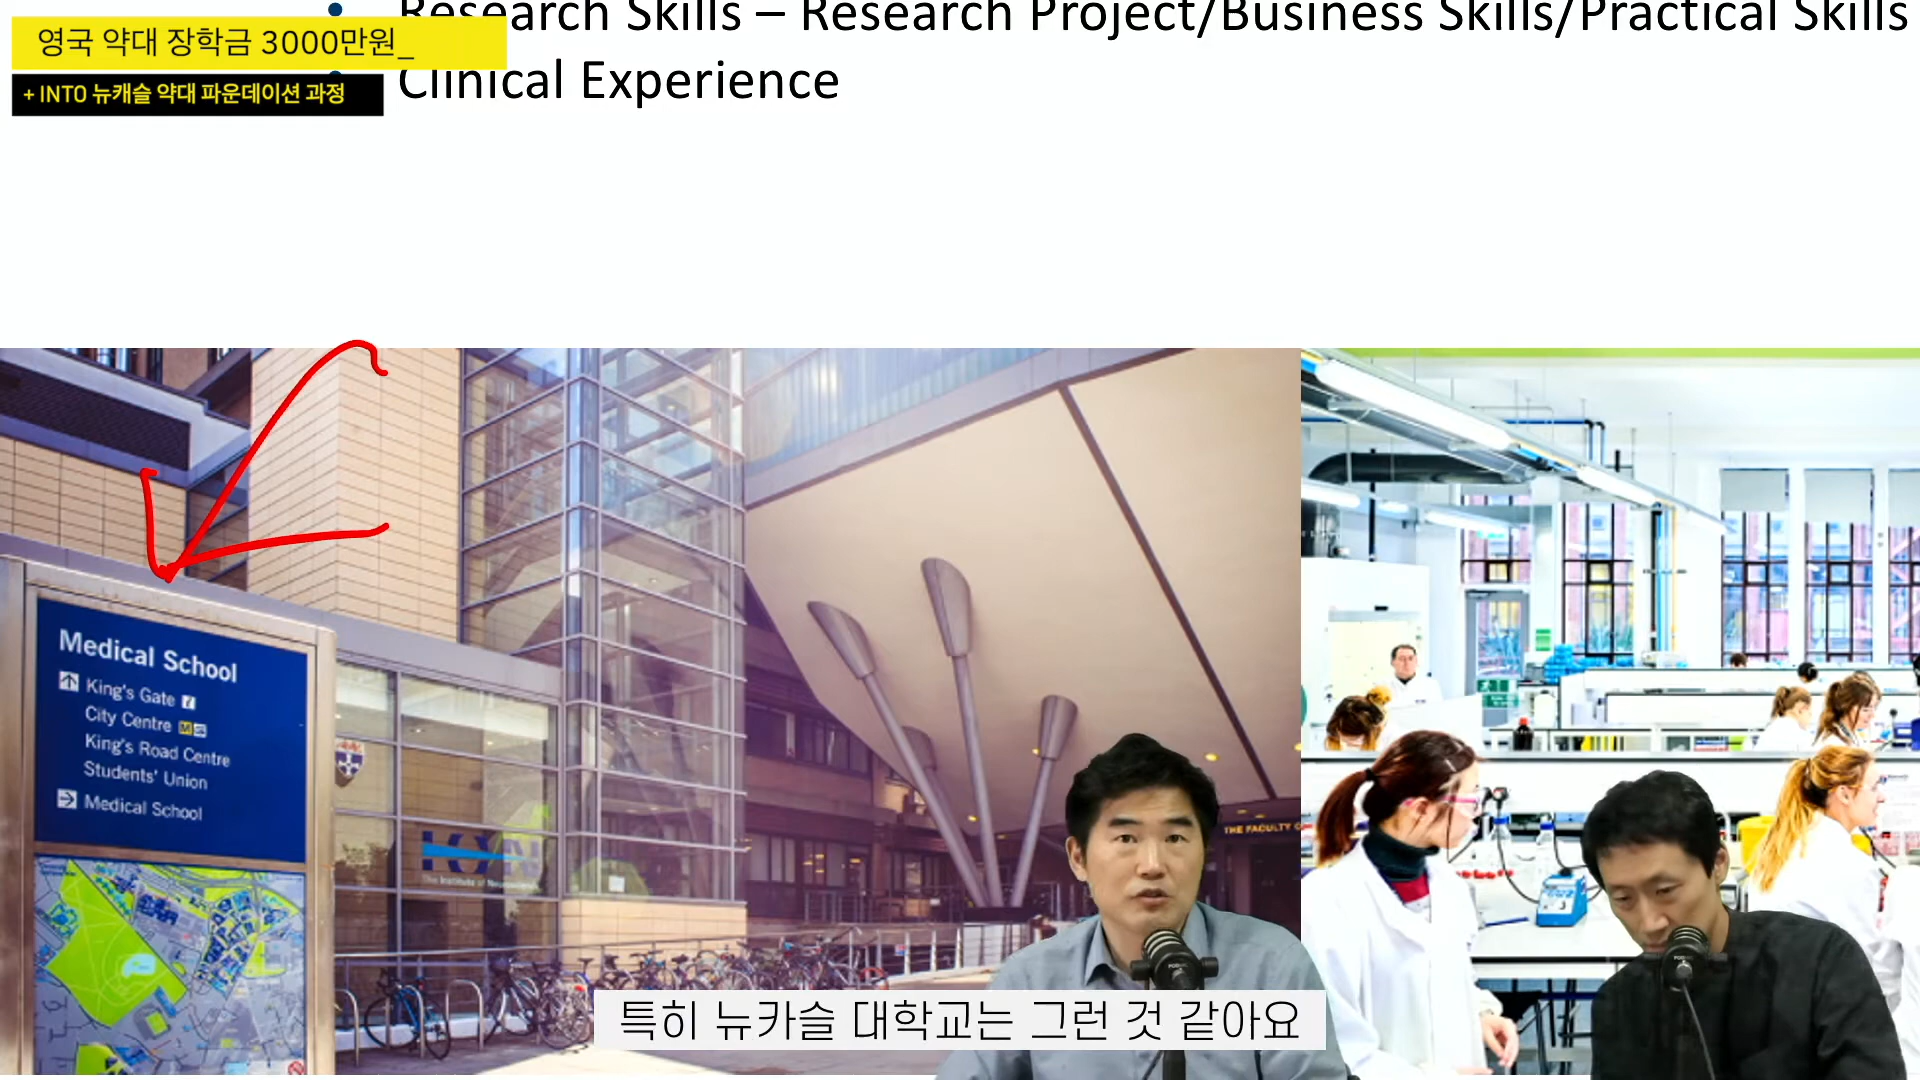 영국 약대 장학금 3000만원_
+ INTO 뉴캐슬 약대 파운데이션 과정
Research Skills – Research Project/Business Skills/Practical Skills
Clinical Experience
Medical School
King's Gate
City Centre
King's Road Centre
Students' Union
Medical School
The Institute of
THE FACULTY
특히 뉴카슬 대학교는 그런 것 같아요